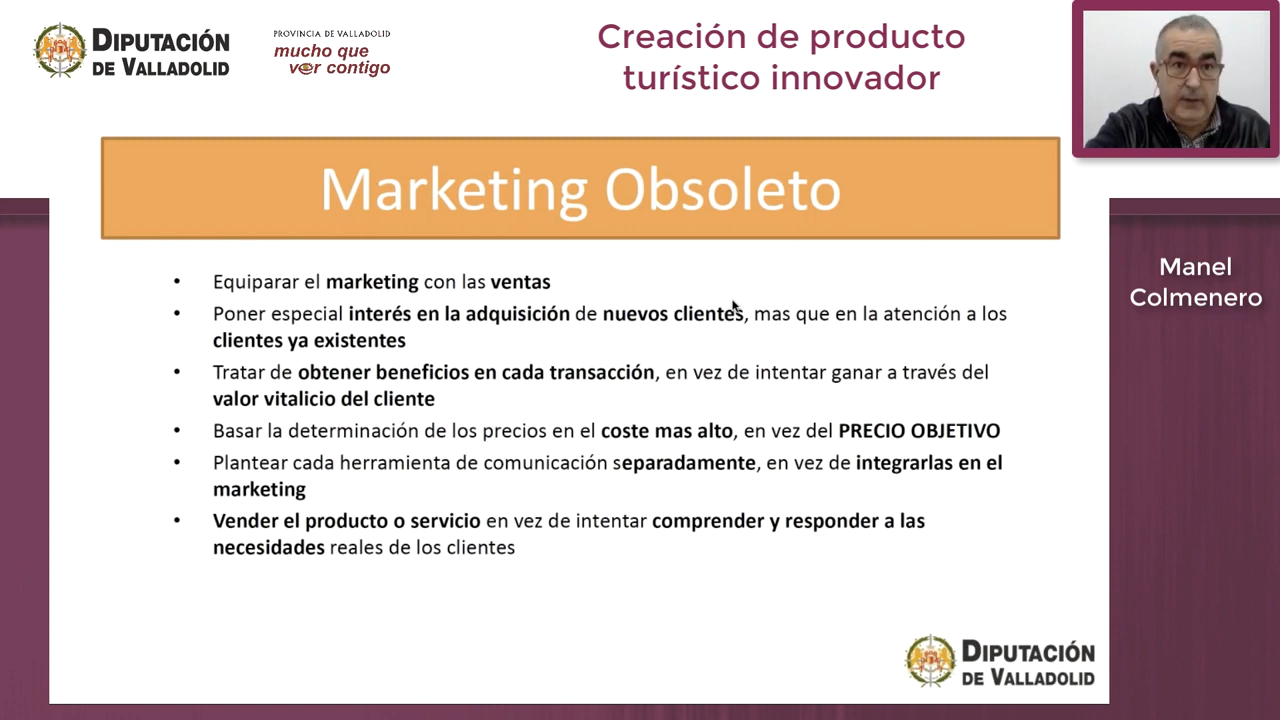 DIPUTACIÓN
DE VALLADOLID
PROVINCIA DE VALLADOLID
mucho que
ver contigo
Creación de producto
turístico innovador
Marketing Obsoleto
• Equiparar el marketing con las ventas
• Poner especial interés en la adquisición de nuevos clientes, mas que en la atención a los
clientes ya existentes
• Tratar de obtener beneficios en cada transacción, en vez de intentar ganar a través del
valor vitalicio del cliente
• Basar la determinación de los precios en el coste mas alto, en vez del PRECIO OBJETIVO
• Plantear cada herramienta de comunicación separadamente, en vez de integrarlas en el
marketing
• Vender el producto o servicio en vez de intentar comprender y responder a las
necesidades reales de los clientes
Manel
Colmenero
DIPUTACIÓN
DE VALLADOLID